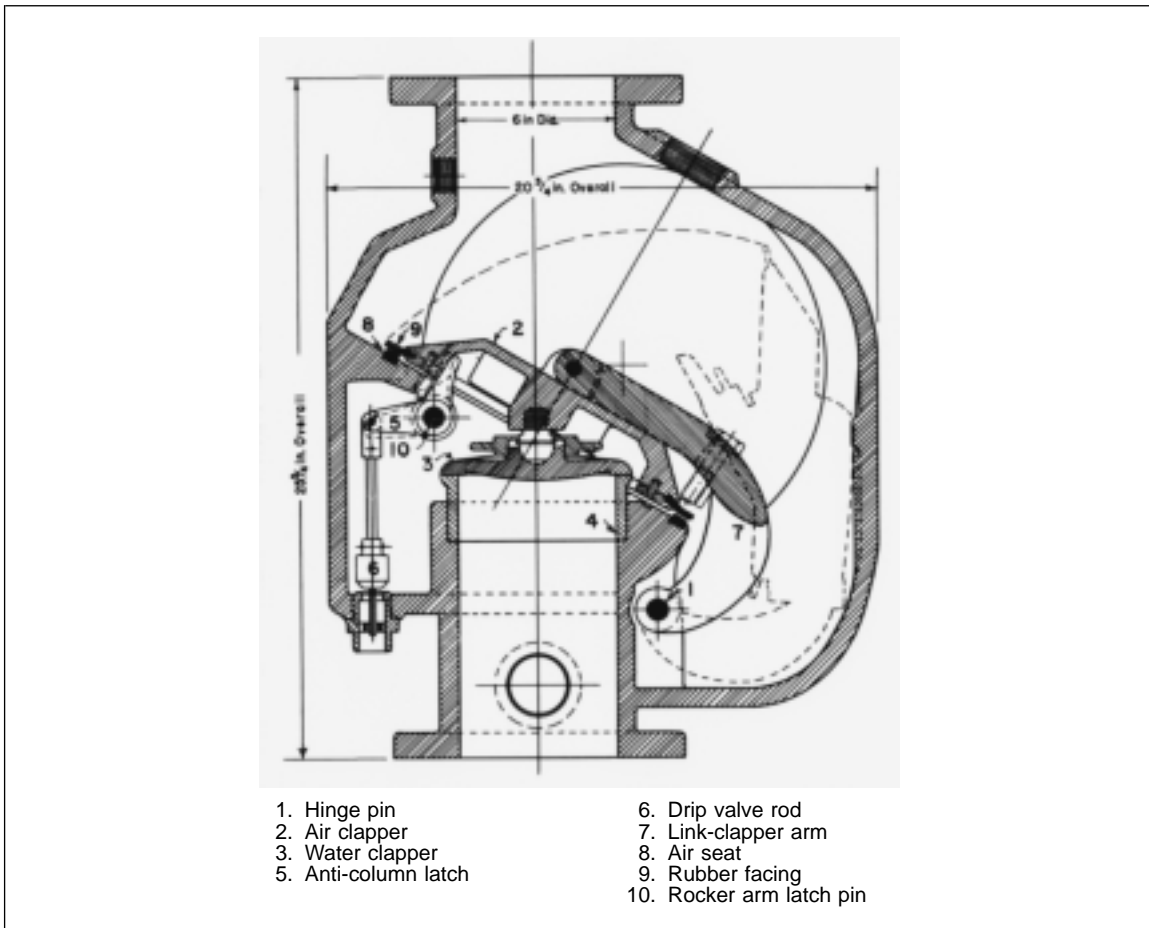 6 in Dia.
20 3/4 in. Overall
in. Overall
8
9
2
5
10
3
4
7
6
1
1. Hinge pin
2. Air clapper
3. Water clapper
5. Anti-column latch
6. Drip valve rod
7. Link-clapper arm
8. Air seat
9. Rubber facing
10. Rocker arm latch pin